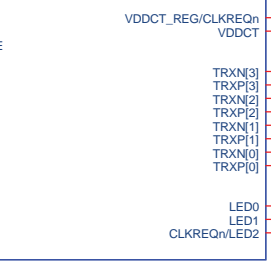 VDDCT_REG/CLKREQn
VDDCT
E
TRXN[3]
TRXP[3]
TRXN[2]
TRXP[2]
TRXN[1]
TRXP[1]
TRXN[0]
TRXP[0]
LED0
LED1
CLKREQn/LED2